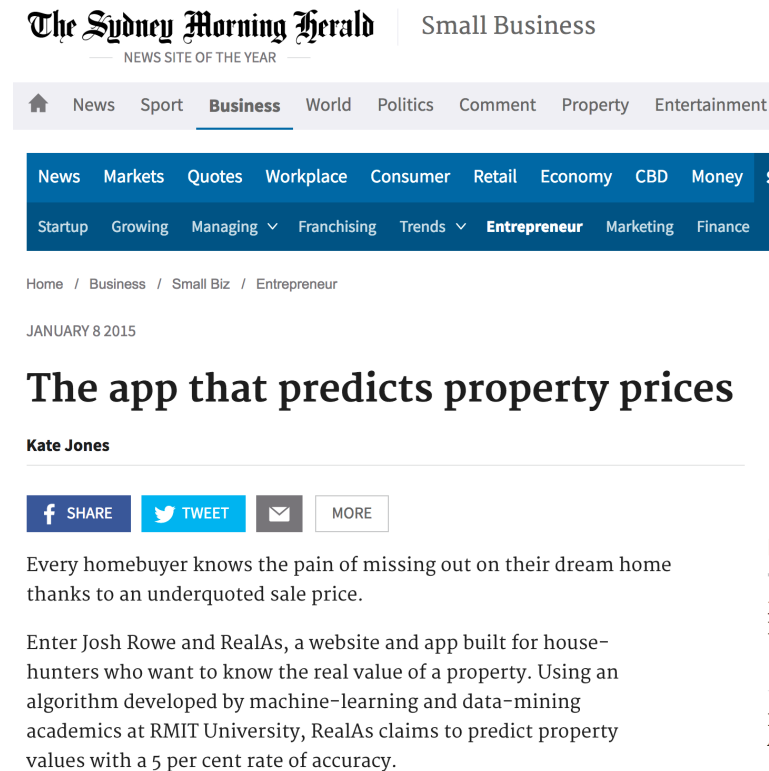 The Sydney Morning Herald
Small Business
NEWS SITE OF THE YEAR
News Sport Business World Politics Comment Property Entertainment
News Markets Quotes Workplace Consumer Retail Economy CBD Money
Startup Growing Managing Franchising Trends Entrepreneur Marketing Finance
Home / Business / Small Biz / Entrepreneur
JANUARY 8 2015
The app that predicts property prices
Kate Jones
SHARE TWEET MORE
Every homebuyer knows the pain of missing out on their dream home
thanks to an underquoted sale price.
Enter Josh Rowe and RealAs, a website and app built for house-
hunters who want to know the real value of a property. Using an
algorithm developed by machine-learning and data-mining
academics at RMIT University, RealAs claims to predict property
values with a 5 per cent rate of accuracy.